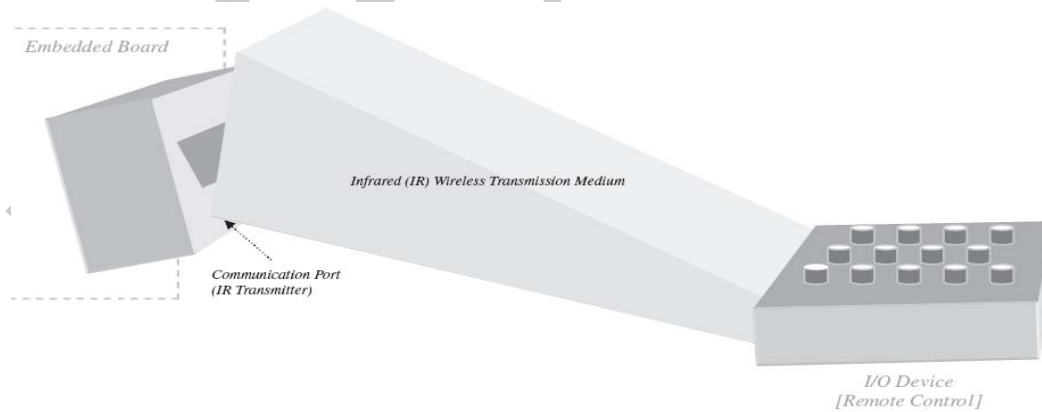 Embedded Board
Infrared (IR) Wireless Transmission Medium
Communication Port
(IR Transmitter)
I/O Device
[Remote Control]